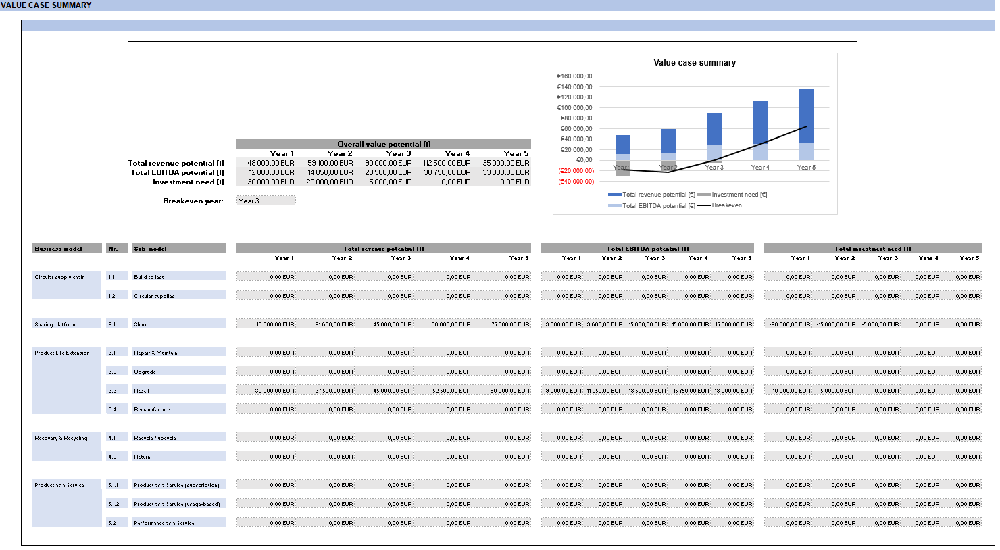 VALUE CASE SUMMARY
Value case summary
€160 000,00
€140 000,00
€120 000,00
€100 000,00
€80 000,00
€60 000,00
€40 000,00
€20 000,00
€0,00
(€20 000,00)
(€40 000,00)
Year 1 Year 2 Year 3 Year 4 Year 5
Total revenue potential [€] Investment need [€]
Total EBITDA potential [€] Breakeven
Overall value potential [I]
Year 1 Year 2 Year 3 Year 4 Year 5
Total revenue potential [I] 48 000,00 EUR 59 100,00 EUR 90 000,00 EUR 112 500,00 EUR 135 000,00 EUR
Total EBITDA potential [I] 12 000,00 EUR 14 850,00 EUR 28 500,00 EUR 30 750,00 EUR 33 000,00 EUR
Investment need [I] -30 000,00 EUR -20 000,00 EUR -5 000,00 EUR 0,00 EUR 0,00 EUR
Breakeven year: Year 3
Business model Nr. Sub-model Total revenue potential [I] Total EBITDA potential [I] Total investment need [I]
Year 1 Year 2 Year 3 Year 4 Year 5 Year 1 Year 2 Year 3 Year 4 Year 5 Year 1 Year 2 Year 3 Year 4 Year 5
Circular supply chain 1.1 Build to last 0,00 EUR 0,00 EUR 0,00 EUR 0,00 EUR 0,00 EUR 0,00 EUR 0,00 EUR 0,00 EUR 0,00 EUR 0,00 EUR 0,00 EUR 0,00 EUR 0,00 EUR 0,00 EUR 0,00 EUR
1.2 Circular supplies 0,00 EUR 0,00 EUR 0,00 EUR 0,00 EUR 0,00 EUR 0,00 EUR 0,00 EUR 0,00 EUR 0,00 EUR 0,00 EUR 0,00 EUR 0,00 EUR 0,00 EUR 0,00 EUR 0,00 EUR
Sharing platform 2.1 Share 18 000,00 EUR 21 600,00 EUR 45 000,00 EUR 60 000,00 EUR 75 000,00 EUR 3 000,00 EUR 3 600,00 EUR 15 000,00 EUR 15 000,00 EUR 15 000,00 EUR -20 000,00 EUR -15 000,00 EUR -5 000,00 EUR 0,00 EUR 0,00 EUR
Product Life Extension 3.1 Repair & Maintain 0,00 EUR 0,00 EUR 0,00 EUR 0,00 EUR 0,00 EUR 0,00 EUR 0,00 EUR 0,00 EUR 0,00 EUR 0,00 EUR 0,00 EUR 0,00 EUR 0,00 EUR 0,00 EUR 0,00 EUR
3.2 Upgrade 0,00 EUR 0,00 EUR 0,00 EUR 0,00 EUR 0,00 EUR 0,00 EUR 0,00 EUR 0,00 EUR 0,00 EUR 0,00 EUR 0,00 EUR 0,00 EUR 0,00 EUR 0,00 EUR 0,00 EUR
3.3 Resell 30 000,00 EUR 37 500,00 EUR 45 000,00 EUR 52 500,00 EUR 60 000,00 EUR 9 000,00 EUR 11 250,00 EUR 13 500,00 EUR 15 750,00 EUR 18 000,00 EUR -10 000,00 EUR -5 000,00 EUR 0,00 EUR 0,00 EUR 0,00 EUR
3.4 Remanufacture 0,00 EUR 0,00 EUR 0,00 EUR 0,00 EUR 0,00 EUR 0,00 EUR 0,00 EUR 0,00 EUR 0,00 EUR 0,00 EUR 0,00 EUR 0,00 EUR 0,00 EUR 0,00 EUR 0,00 EUR
Recovery & Recycling 4.1 Recycle / upcycle 0,00 EUR 0,00 EUR 0,00 EUR 0,00 EUR 0,00 EUR 0,00 EUR 0,00 EUR 0,00 EUR 0,00 EUR 0,00 EUR 0,00 EUR 0,00 EUR 0,00 EUR 0,00 EUR 0,00 EUR
4.2 Return 0,00 EUR 0,00 EUR 0,00 EUR 0,00 EUR 0,00 EUR 0,00 EUR 0,00 EUR 0,00 EUR 0,00 EUR 0,00 EUR 0,00 EUR 0,00 EUR 0,00 EUR 0,00 EUR 0,00 EUR
Product as a Service 5.1.1 Product as a Service (subscription) 0,00 EUR 0,00 EUR 0,00 EUR 0,00 EUR 0,00 EUR 0,00 EUR 0,00 EUR 0,00 EUR 0,00 EUR 0,00 EUR 0,00 EUR 0,00 EUR 0,00 EUR 0,00 EUR 0,00 EUR
5.1.2 Product as a Service (usage-based) 0,00 EUR 0,00 EUR 0,00 EUR 0,00 EUR 0,00 EUR 0,00 EUR 0,00 EUR 0,00 EUR 0,00 EUR 0,00 EUR 0,00 EUR 0,00 EUR 0,00 EUR 0,00 EUR 0,00 EUR
5.2 Performance as a Service 0,00 EUR 0,00 EUR 0,00 EUR 0,00 EUR 0,00 EUR 0,00 EUR 0,00 EUR 0,00 EUR 0,00 EUR 0,00 EUR 0,00 EUR 0,00 EUR 0,00 EUR 0,00 EUR 0,00 EUR